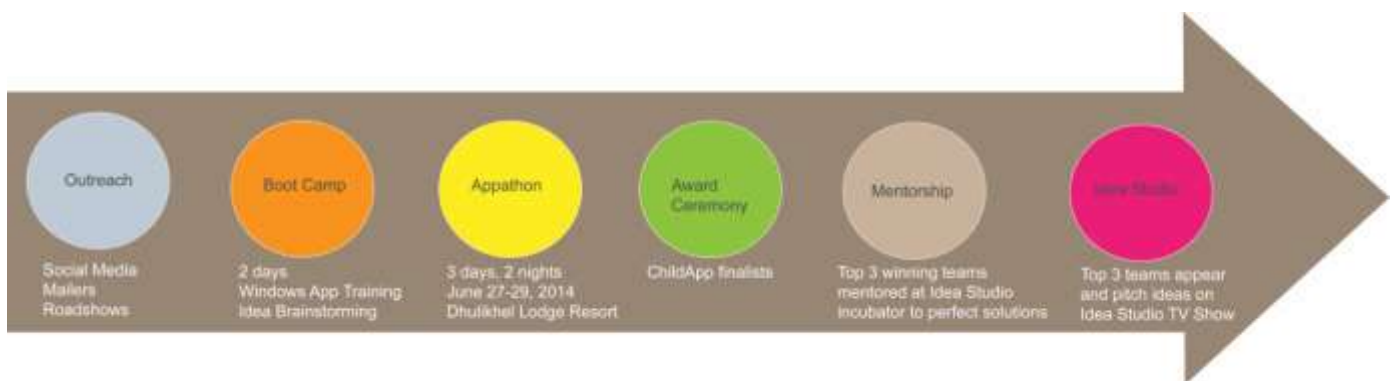 Outreach
Social Media
Mailers
Roadshows
Boot Camp
2 days
Windows App Training
Idea Brainstorming
Appathon
3 days, 2 nights
June 27-29, 2014
Dhulikhel Lodge Resort
Award
Ceremony
ChildApp finalists
Mentorship
Top 3 winning teams
mentored at Idea Studio
incubator to perfect solutions
Idea Studio
Top 3 teams appear
and pitch ideas on
Idea Studio TV Show